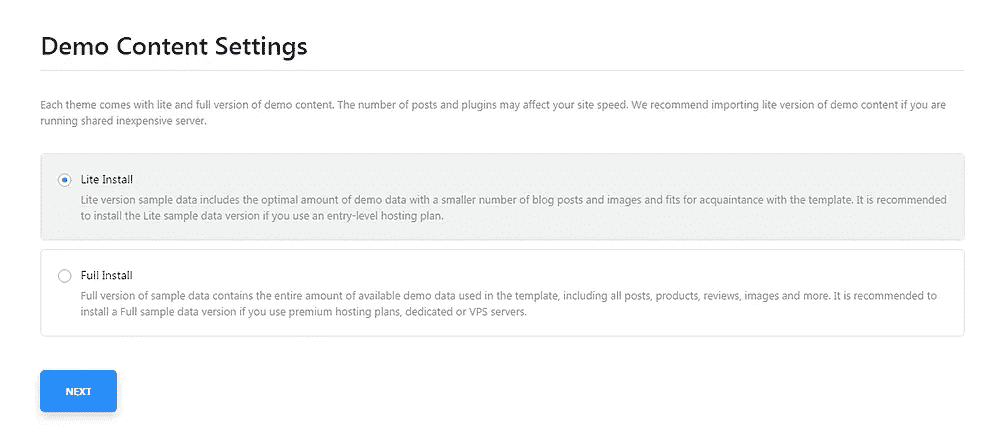 Demo Content Settings
Each theme comes with lite and full version of demo content. The number of posts and plugins may affect your site speed. We recommend importing lite version of demo content if you are
running shared inexpensive server.
Lite Install
Lite version sample data includes the optimal amount of demo data with a smaller number of blog posts and images and fits for acquaintance with the template. It is recommended
to install the Lite sample data version if you use an entry-level hosting plan.
Full Install
Full version of sample data contains the entire amount of available demo data used in the template, including all posts, products, reviews, images and more. It is recommended to
install a Full sample data version if you use premium hosting plans, dedicated or VPS servers.
NEXT